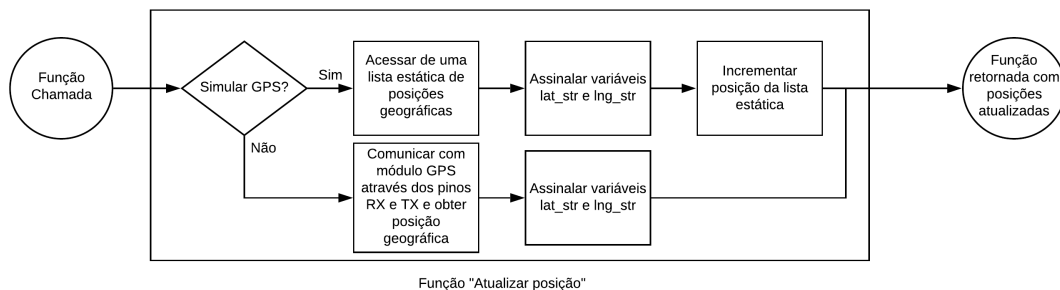 Função
Chamada
Simular GPS?
Sim
Não
Acessar de uma
lista estática de
posições
geográficas
Assinalar variáveis
lat_str e lng_str
Incrementar
posição da lista
estática
Função
retornada com
posições
atualizadas
Comunicar com
módulo GPS
através dos pinos
RX e TX e obter
posição
geográfica
Assinalar variáveis
lat_str e lng_str
Função "Atualizar posição"